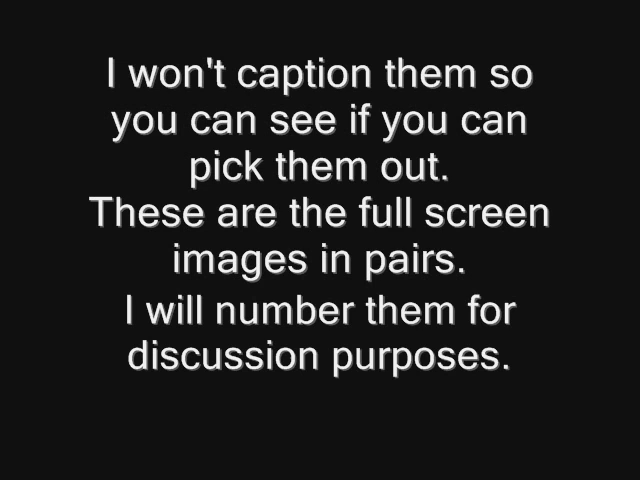 I won't caption them so
you can see if you can
pick them out.
These are the full screen
images in pairs.
I will number them for
discussion purposes.